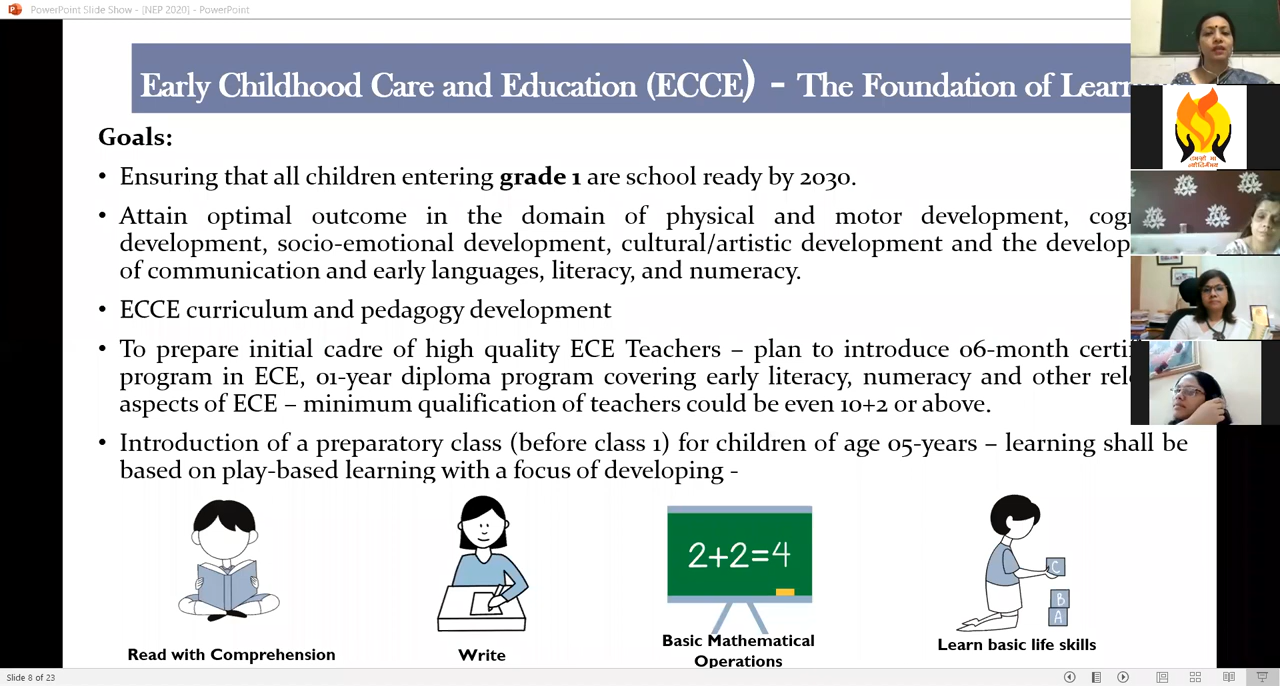 PowerPoint Slide Show - [NEP 2020] - PowerPoint
Early Childhood Care and Education (ECCE) - The Foundation of Lear
Goals:
• Ensuring that all children entering grade 1 are school ready by 2030.
• Attain optimal outcome in the domain of physical and motor development,
development, socio-emotional development, cultural/artistic development and the
of communication and early languages, literacy, and numeracy.
• ECCE curriculum and pedagogy development
• To prepare initial cadre of high quality ECE Teachers – plan to introduce 06-month
program in ECE, 01-year diploma program covering early literacy, numeracy and other
aspects of ECE – minimum qualification of teachers could be even 10+2 or above.
• Introduction of a preparatory class (before class 1) for children of age 05-years – learning shall be
based on play-based learning with a focus of developing -
2+2=4
C
B
A
Read with Comprehension
Write
Basic Mathematical
Operations
Learn basic life skills
Slide 8 of 23